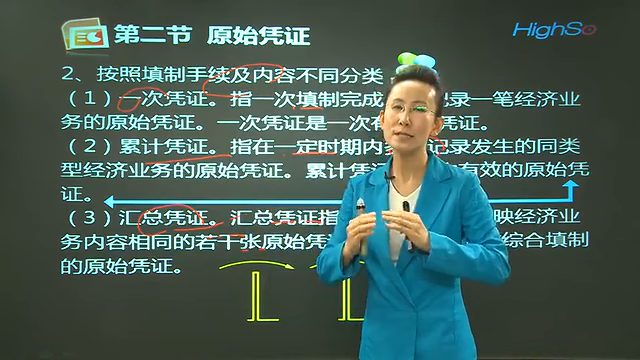 第二节 原始凭证
HighSo
2、按照填制手续及内容不同分类，
（1）一次凭证。指一次填制完成 录一笔经济业
务的原始凭证。一次凭证是一次有 凭证。
（2）累计凭证。指在一定时期内多 记录发生的同类
型经济业务的原始凭证。累计凭 有效的原始凭
证。
（3）汇总凭证。汇总凭证指 映经济业
务内容相同的若干张原始凭 综合填制
的原始凭证。